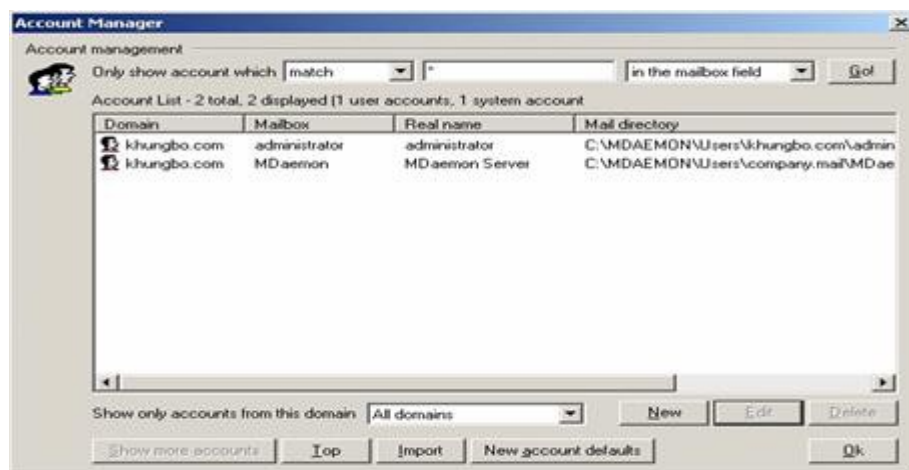 Account Manager
Account management
Only show account which match * in the mailbox field Go!
Account List - 2 total, 2 displayed (1 user accounts, 1 system account
Domain Mailbox Real name Mail directory
khungbo.com administrator administrator C:\MDAEMON\Users\khungbo.com\admin
khungbo.com MDaemon MDaemon Server C:\MDAEMON\Users\company.mail\MDae
Show only accounts from this domain All domains New Edit Delete
Show more accounts Top Import New account defaults Ok